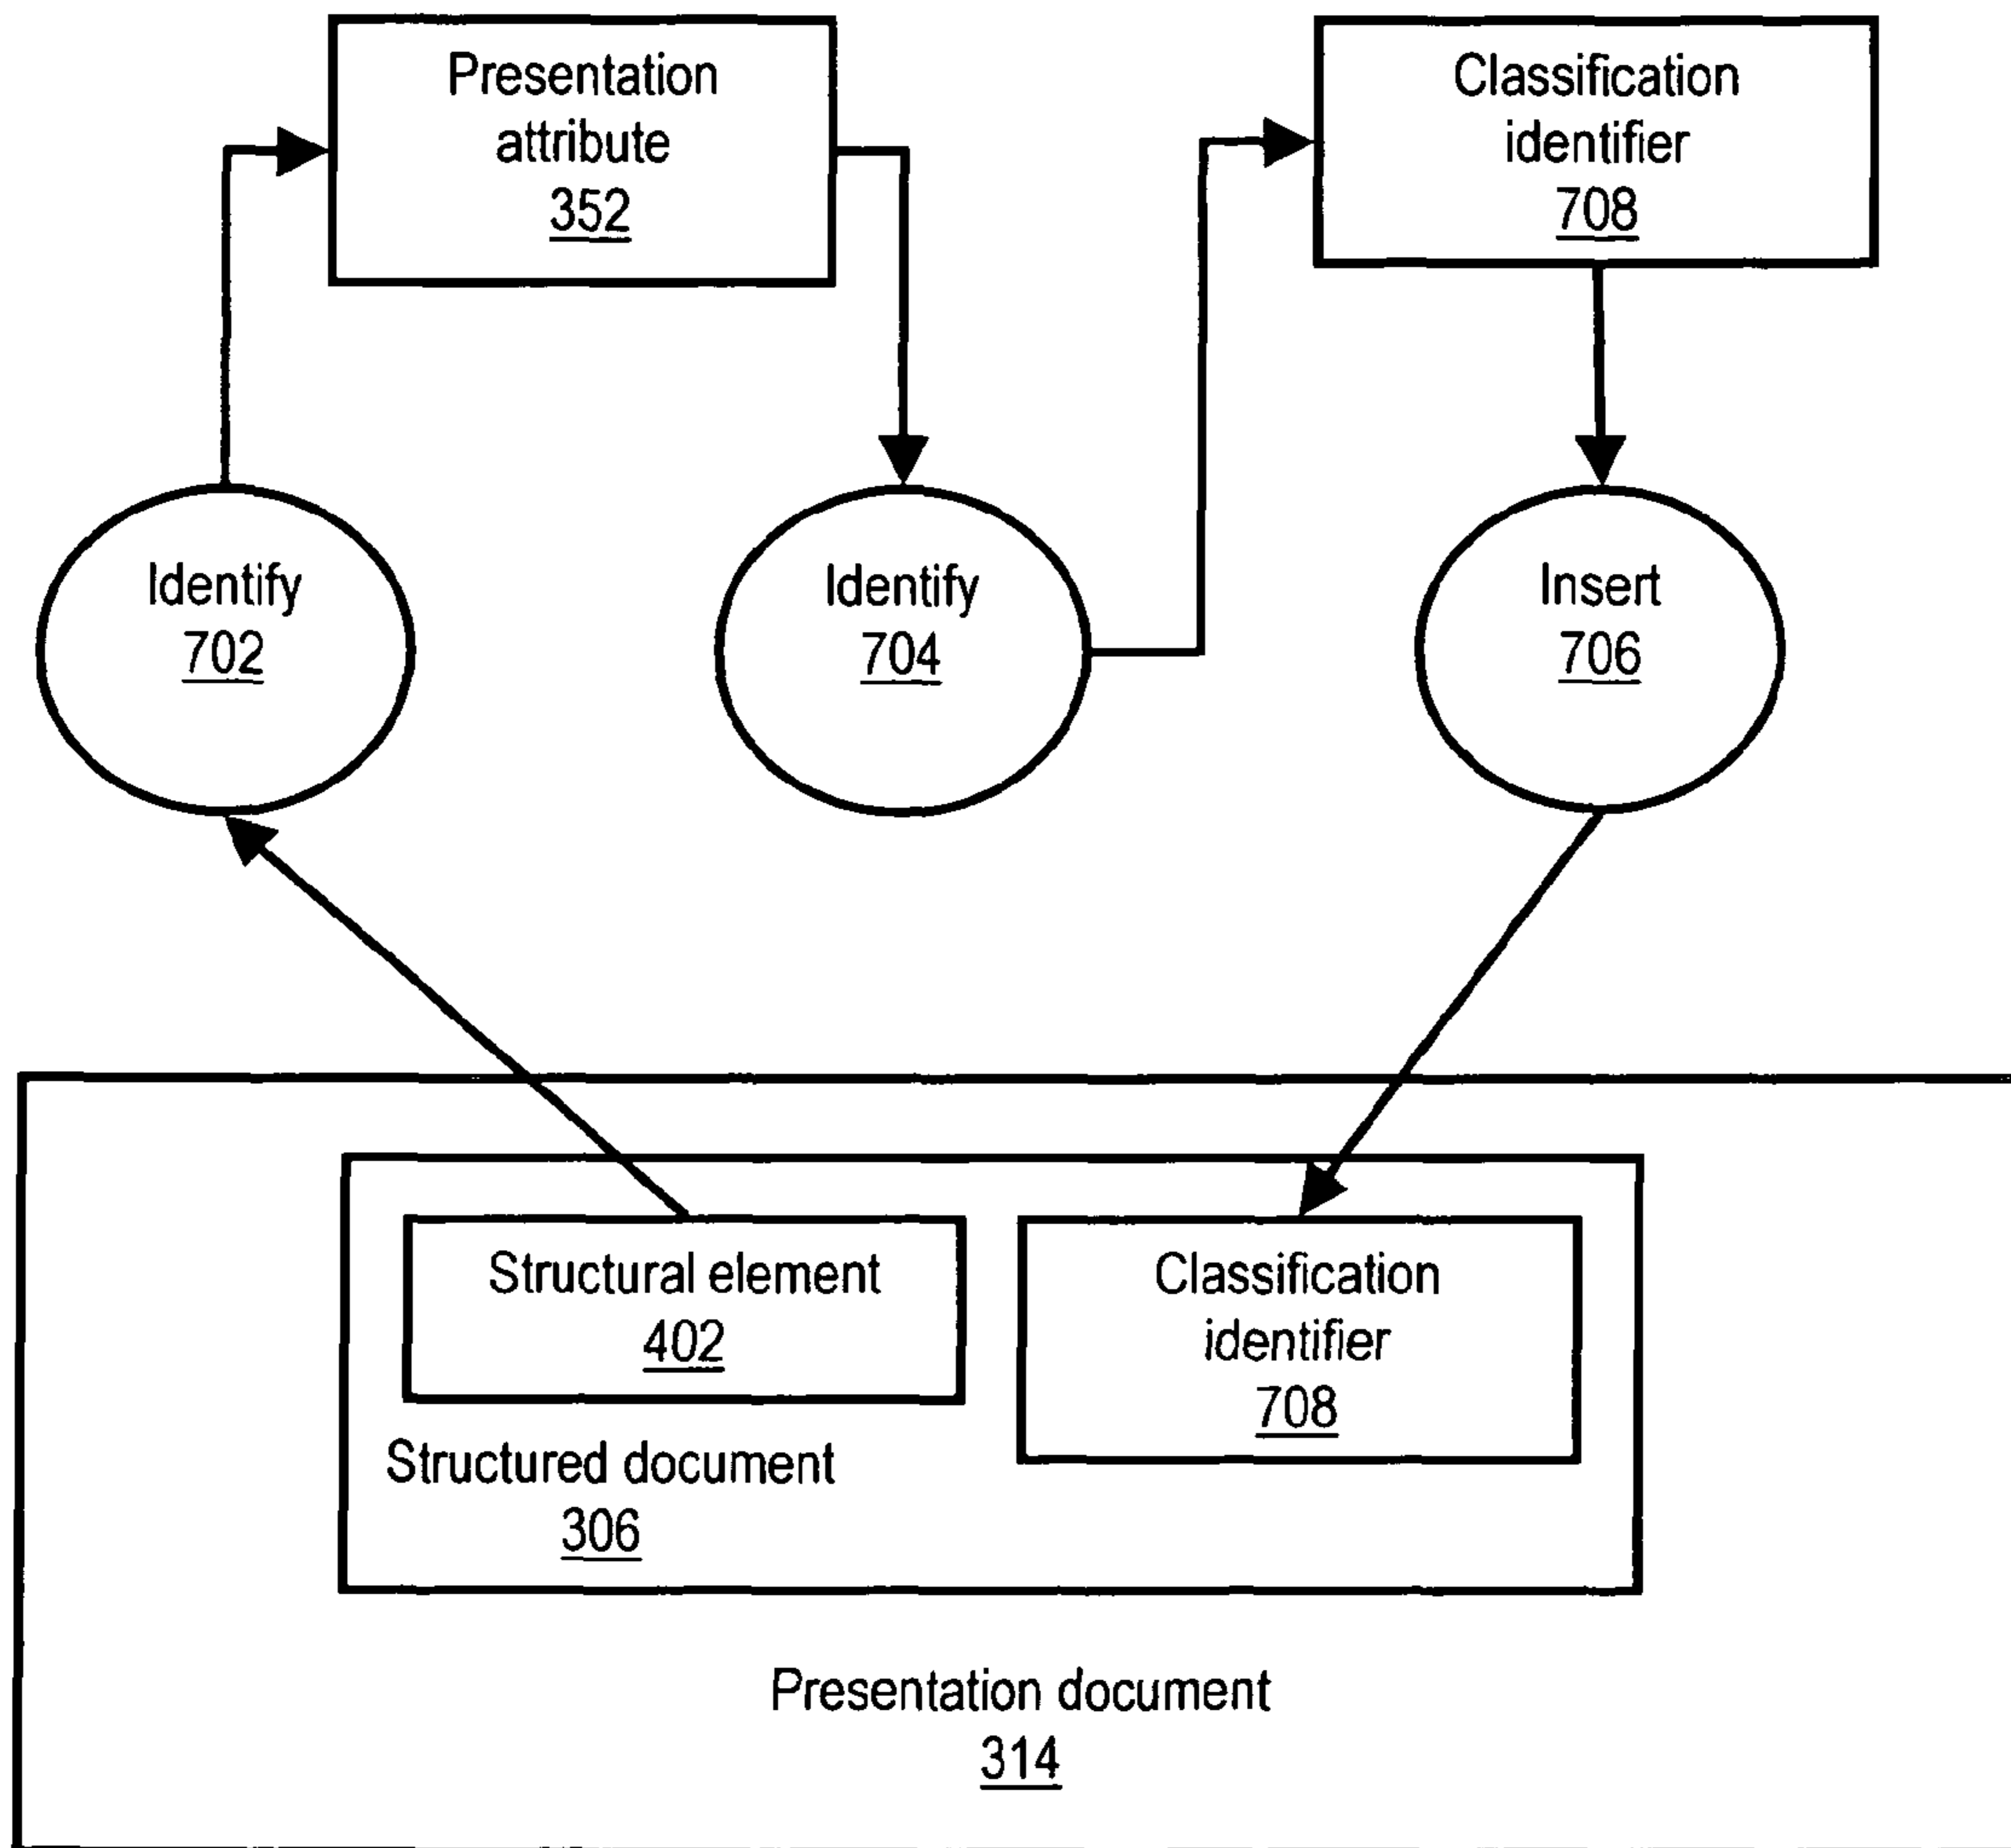 Presentation
attribute
352
Classification
identifier
708
Identify
702
Identify
704
Insert
706
Structural element
402
Classification
identifier
708
Structured document
306
Presentation document
314